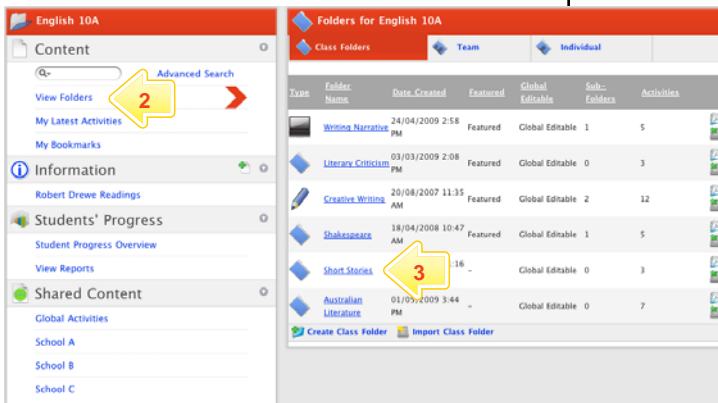 English 10A
Content
Advanced Search
View Folders
2
My Latest Activities
My Bookmarks
Information
Robert Drewe Readings
Students' Progress
Student Progress Overview
View Reports
Shared Content
Global Activities
School A
School B
School C
Folders for English 10A
Class Folders Team Individual
Type Folder Name Date Created Featured Global Editable Sub-Folders Activities
Writing Narrative 24/04/2009 2:58 PM Featured Global Editable 1 5
Literary Criticism 03/03/2009 2:08 PM Featured Global Editable 0 3
Creative Writing 20/08/2007 11:35 AM Featured Global Editable 2 12
Shakespeare 18/04/2008 10:47 AM Featured Global Editable 1 5
Short Stories 3 :16 - Global Editable 0 3
Australian Literature 01/05/2009 3:44 PM - Global Editable 0 7
Create Class Folder Import Class Folder